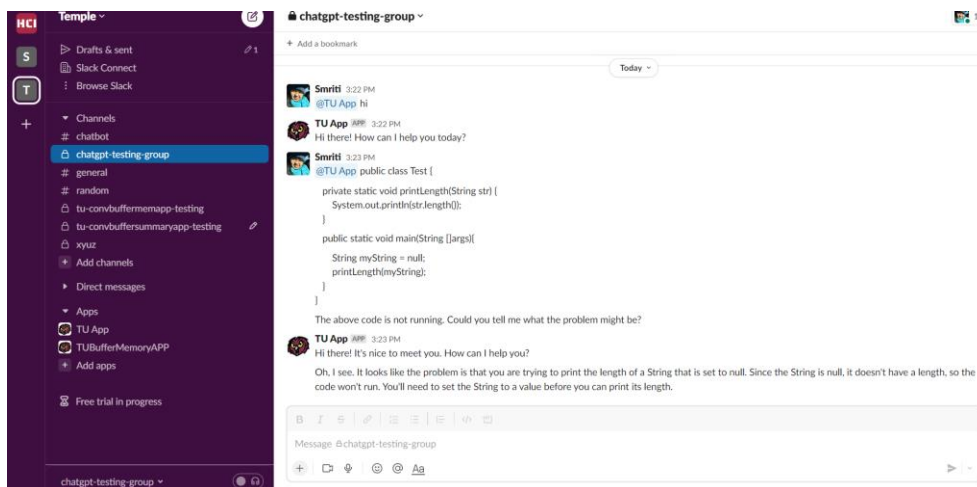 HCI
S
T
+
Temple
Drafts & sent 1
Slack Connect
Browse Slack
Channels
# chatbot
chatgpt-testing-group
# general
# random
tu-convbuffermemapp-testing
tu-convbuffersummaryapp-testing
xyuz
+ Add channels
Direct messages
Apps
TU App
TUBufferMemoryAPP
+ Add apps
Free trial in progress
chatgpt-testing-group
chatgpt-testing-group
+ Add a bookmark
Today
Smriti 3:22 PM
@TU App hi
TU App APP 3:22 PM
Hi there! How can I help you today?
Smriti 3:23 PM
@TU App public class Test {
private static void printLength(String str) {
System.out.println(str.length());
}
public static void main(String []args){
String myString = null;
printLength(myString);
}
}
The above code is not running. Could you tell me what the problem might be?
TU App APP 3:23 PM
Hi there! It's nice to meet you. How can I help you?
Oh, I see. It looks like the problem is that you are trying to print the length of a String that is set to null. Since the String is null, it doesn't have a length, so the
code won't run. You'll need to set the String to a value before you can print its length.
B I S
Message chatgpt-testing-group
+ @ Aa